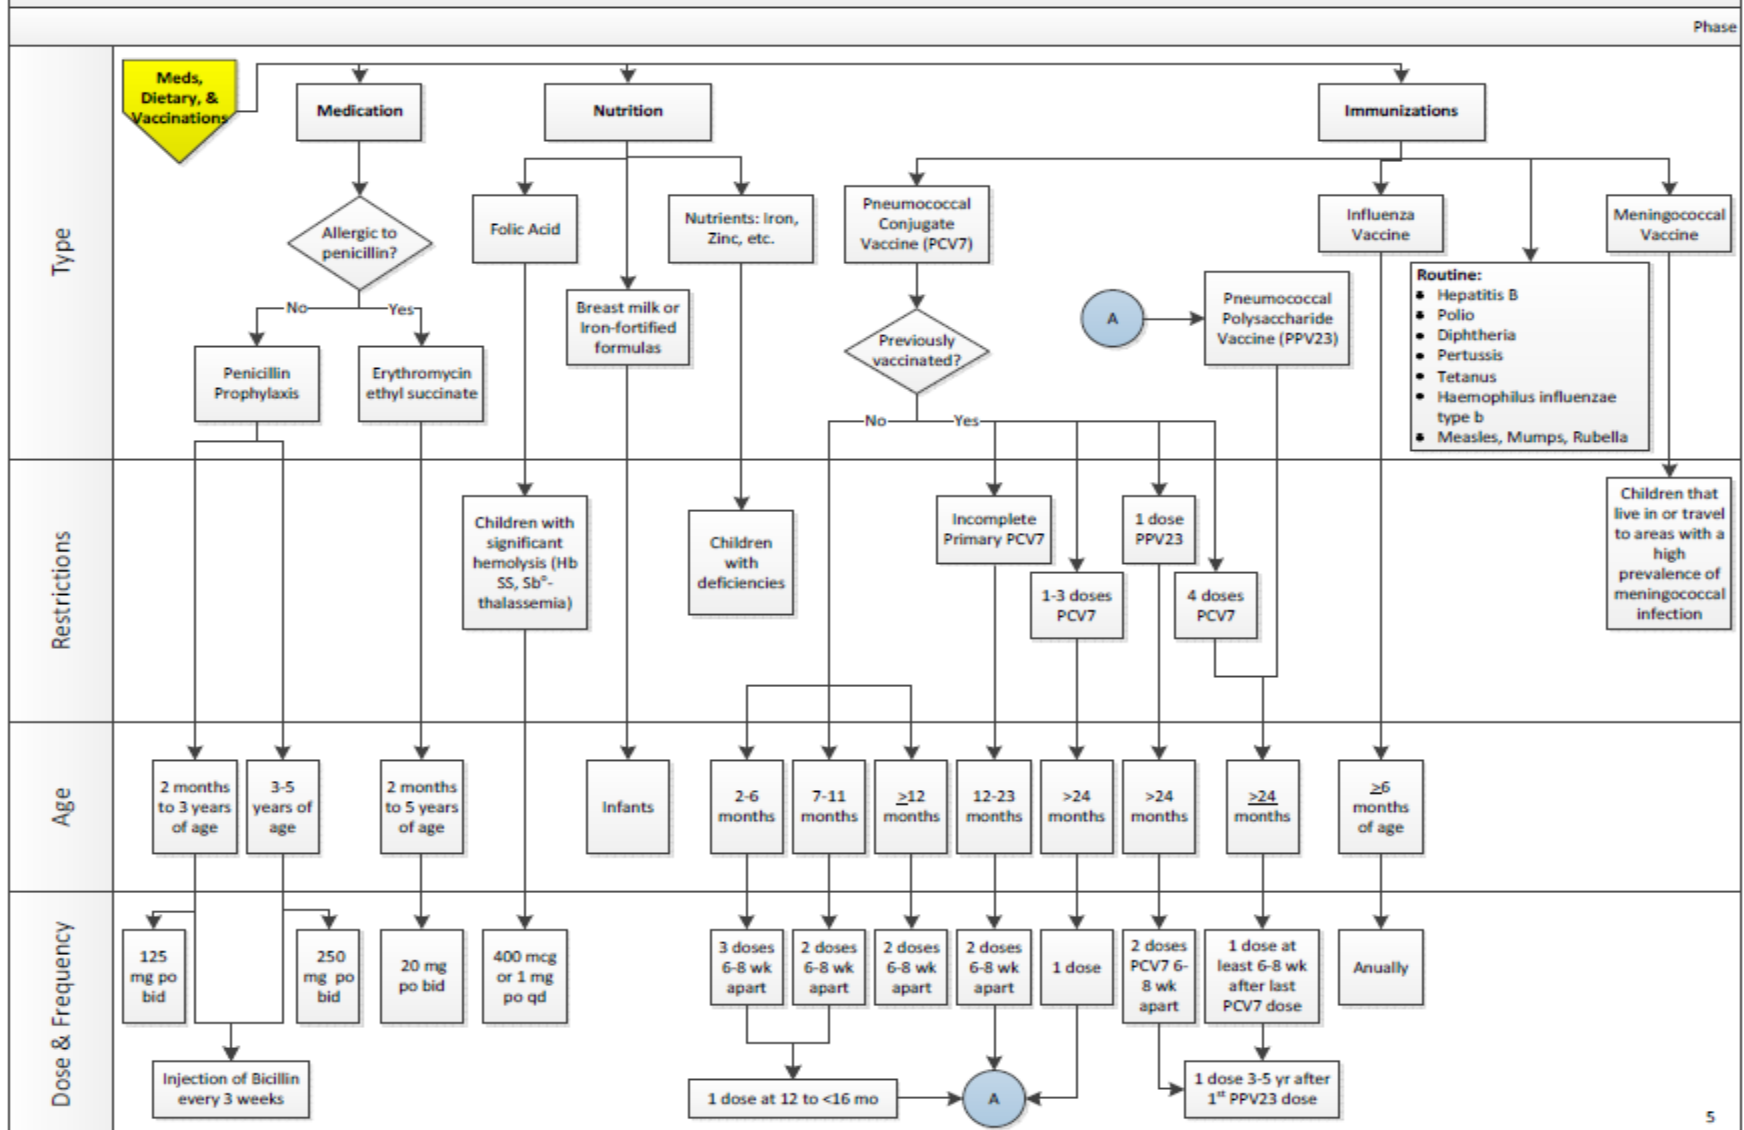 Phase
Type
Meds,
Dietary, &
Vaccinations
Medication
Nutrition
Immunizations
Allergic to
penicillin?
No
Yes
Penicillin
Prophylaxis
Erythromycin
ethyl succinate
Folic Acid
Breast milk or
Iron-fortified
formulas
Nutrients: Iron,
Zinc, etc.
Pneumococcal
Conjugate
Vaccine (PCV7)
Previously
vaccinated?
No
Yes
A
Pneumococcal
Polysaccharide
Vaccine (PPV23)
Influenza
Vaccine
Routine:
Hepatitis B
Polio
Diphtheria
Pertussis
Tetanus
Haemophilus influenzae
type b
Measles, Mumps, Rubella
Meningococcal
Vaccine
Restrictions
Children with
significant
hemolysis (Hb
SS, Sb°-
thalassemia)
Children
with
deficiencies
Incomplete
Primary PCV7
1-3 doses
PCV7
1 dose
PPV23
4 doses
PCV7
Children that
live in or travel
to areas with a
high
prevalence of
meningococcal
infection
Age
2 months
to 3 years
of age
3-5
years of
age
2 months
to 5 years
of age
Infants
2-6
months
7-11
months
≥12
months
12-23
months
>24
months
>24
months
≥24
months
≥6
months
of age
Dose & Frequency
125
mg po
bid
250
mg po
bid
20 mg
po bid
400 mcg
or 1 mg
po qd
3 doses
6-8 wk
apart
2 doses
6-8 wk
apart
2 doses
6-8 wk
apart
2 doses
6-8 wk
apart
1 dose
2 doses
PCV7 6-
8 wk
apart
1 dose at
least 6-8 wk
after last
PCV7 dose
Anually
Injection of Bicillin
every 3 weeks
1 dose at 12 to <16 mo
A
1 dose 3-5 yr after
1st PPV23 dose
5